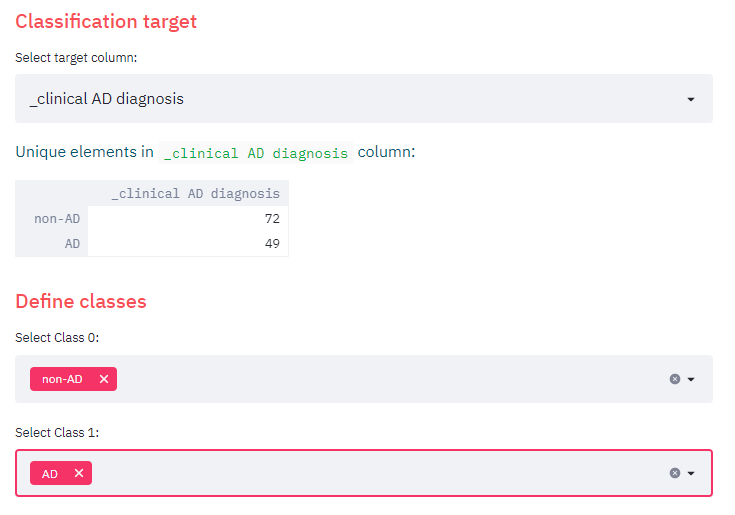 Classification target
Select target column:
_clinical AD diagnosis
Unique elements in _clinical AD diagnosis column:
_clinical AD diagnosis
non-AD 72
AD 49
Define classes
Select Class 0:
non-AD
Select Class 1:
AD